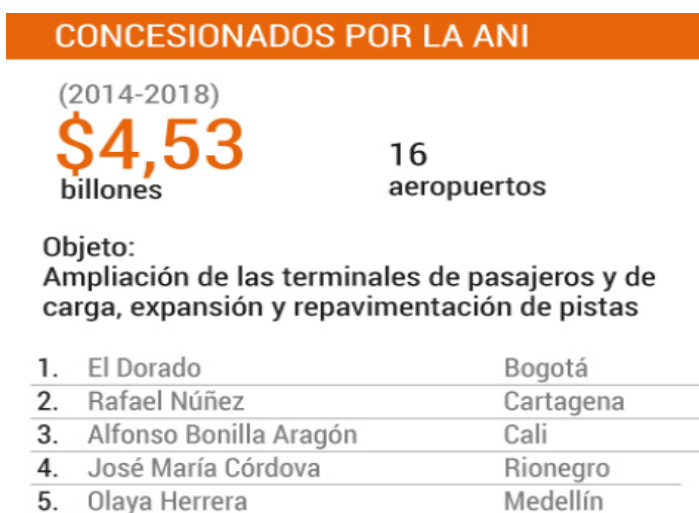 CONCESIONADOS POR LA ANI
(2014-2018)
$4,53
billones
16
aeropuertos
Objeto:
Ampliación de las terminales de pasajeros y de
carga, expansión y repavimentación de pistas
1. El Dorado Bogotá
2. Rafael Núñez Cartagena
3. Alfonso Bonilla Aragón Cali
4. José María Córdova Rionegro
5. Olaya Herrera Medellín